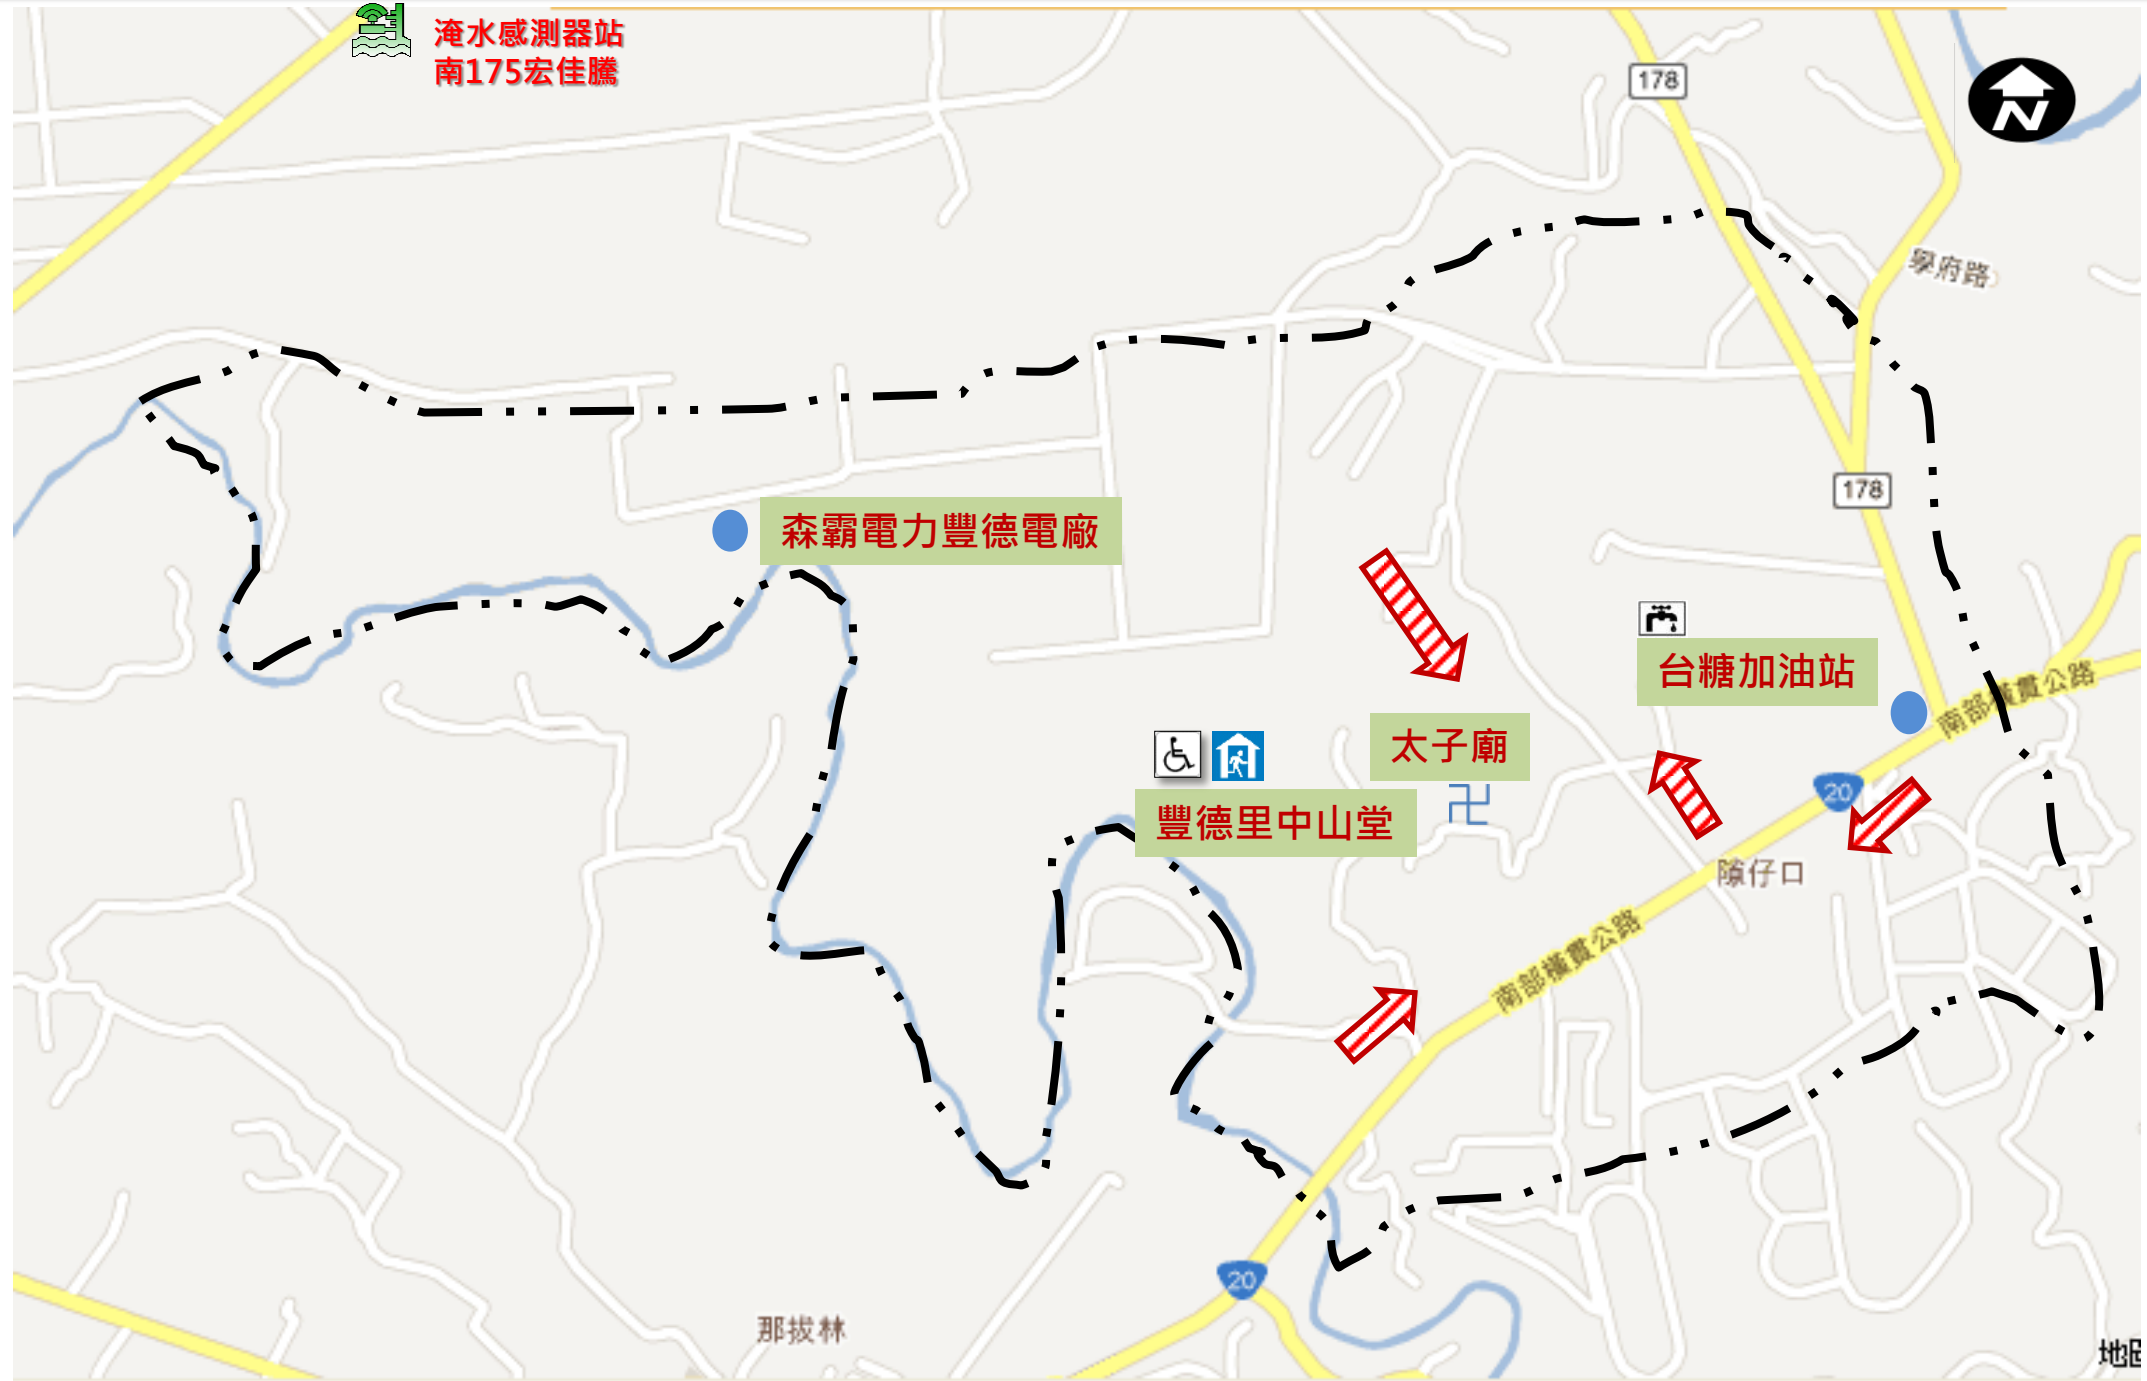 淹水感測器站
南175宏佳騰
178
N
學府路
178
森霸電力豐德電廠
台糖加油站
南部橫貫公路
太子廟
20
豐德里中山堂
隙仔口
南部橫貫公路
20
那拔林